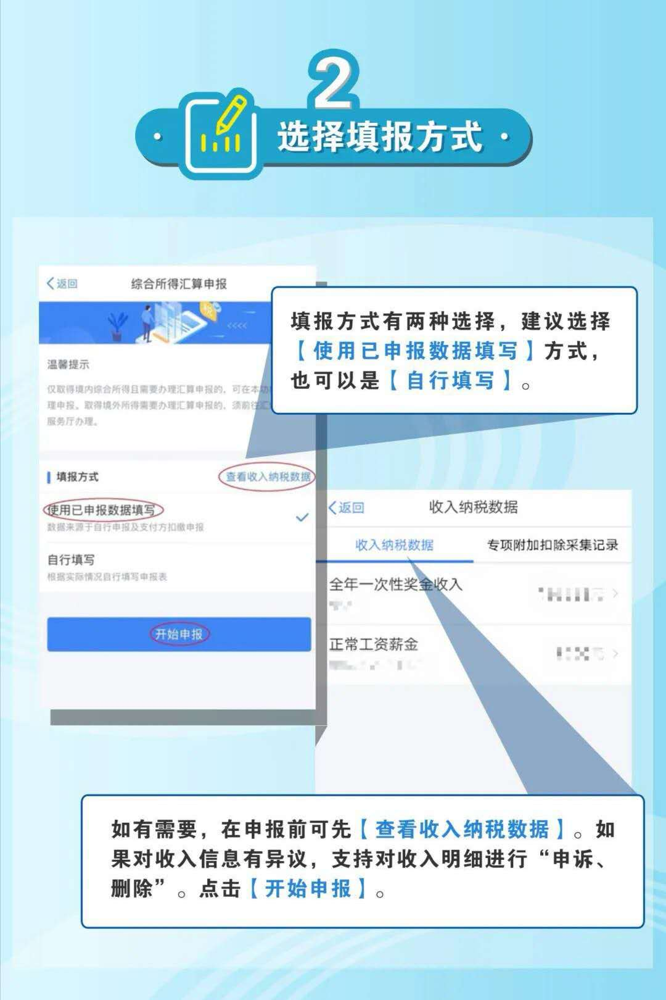 2
选择填报方式
返回
综合所得汇算申报
税
温馨提示
仅取得境内综合所得且需要办理汇算申报的，可在本功
理申报。取得境外所得需要办理汇算申报的，须前往汇
服务厅办理。
填报方式有两种选择，建议选择
【使用已申报数据填写】方式，
也可以是【自行填写】。
填报方式
查看收入纳税数据
使用已申报数据填写
数据来源于自行申报及支付方扣缴申报
自行填写
根据实际情况自行填写申报表
开始申报
返回
收入纳税数据
收入纳税数据
专项附加扣除采集记录
全年一次性奖金收入
正常工资薪金
如有需要，在申报前可先【查看收入纳税数据】。如
果对收入信息有异议，支持对收入明细进行“申诉、
删除”。点击【开始申报】。